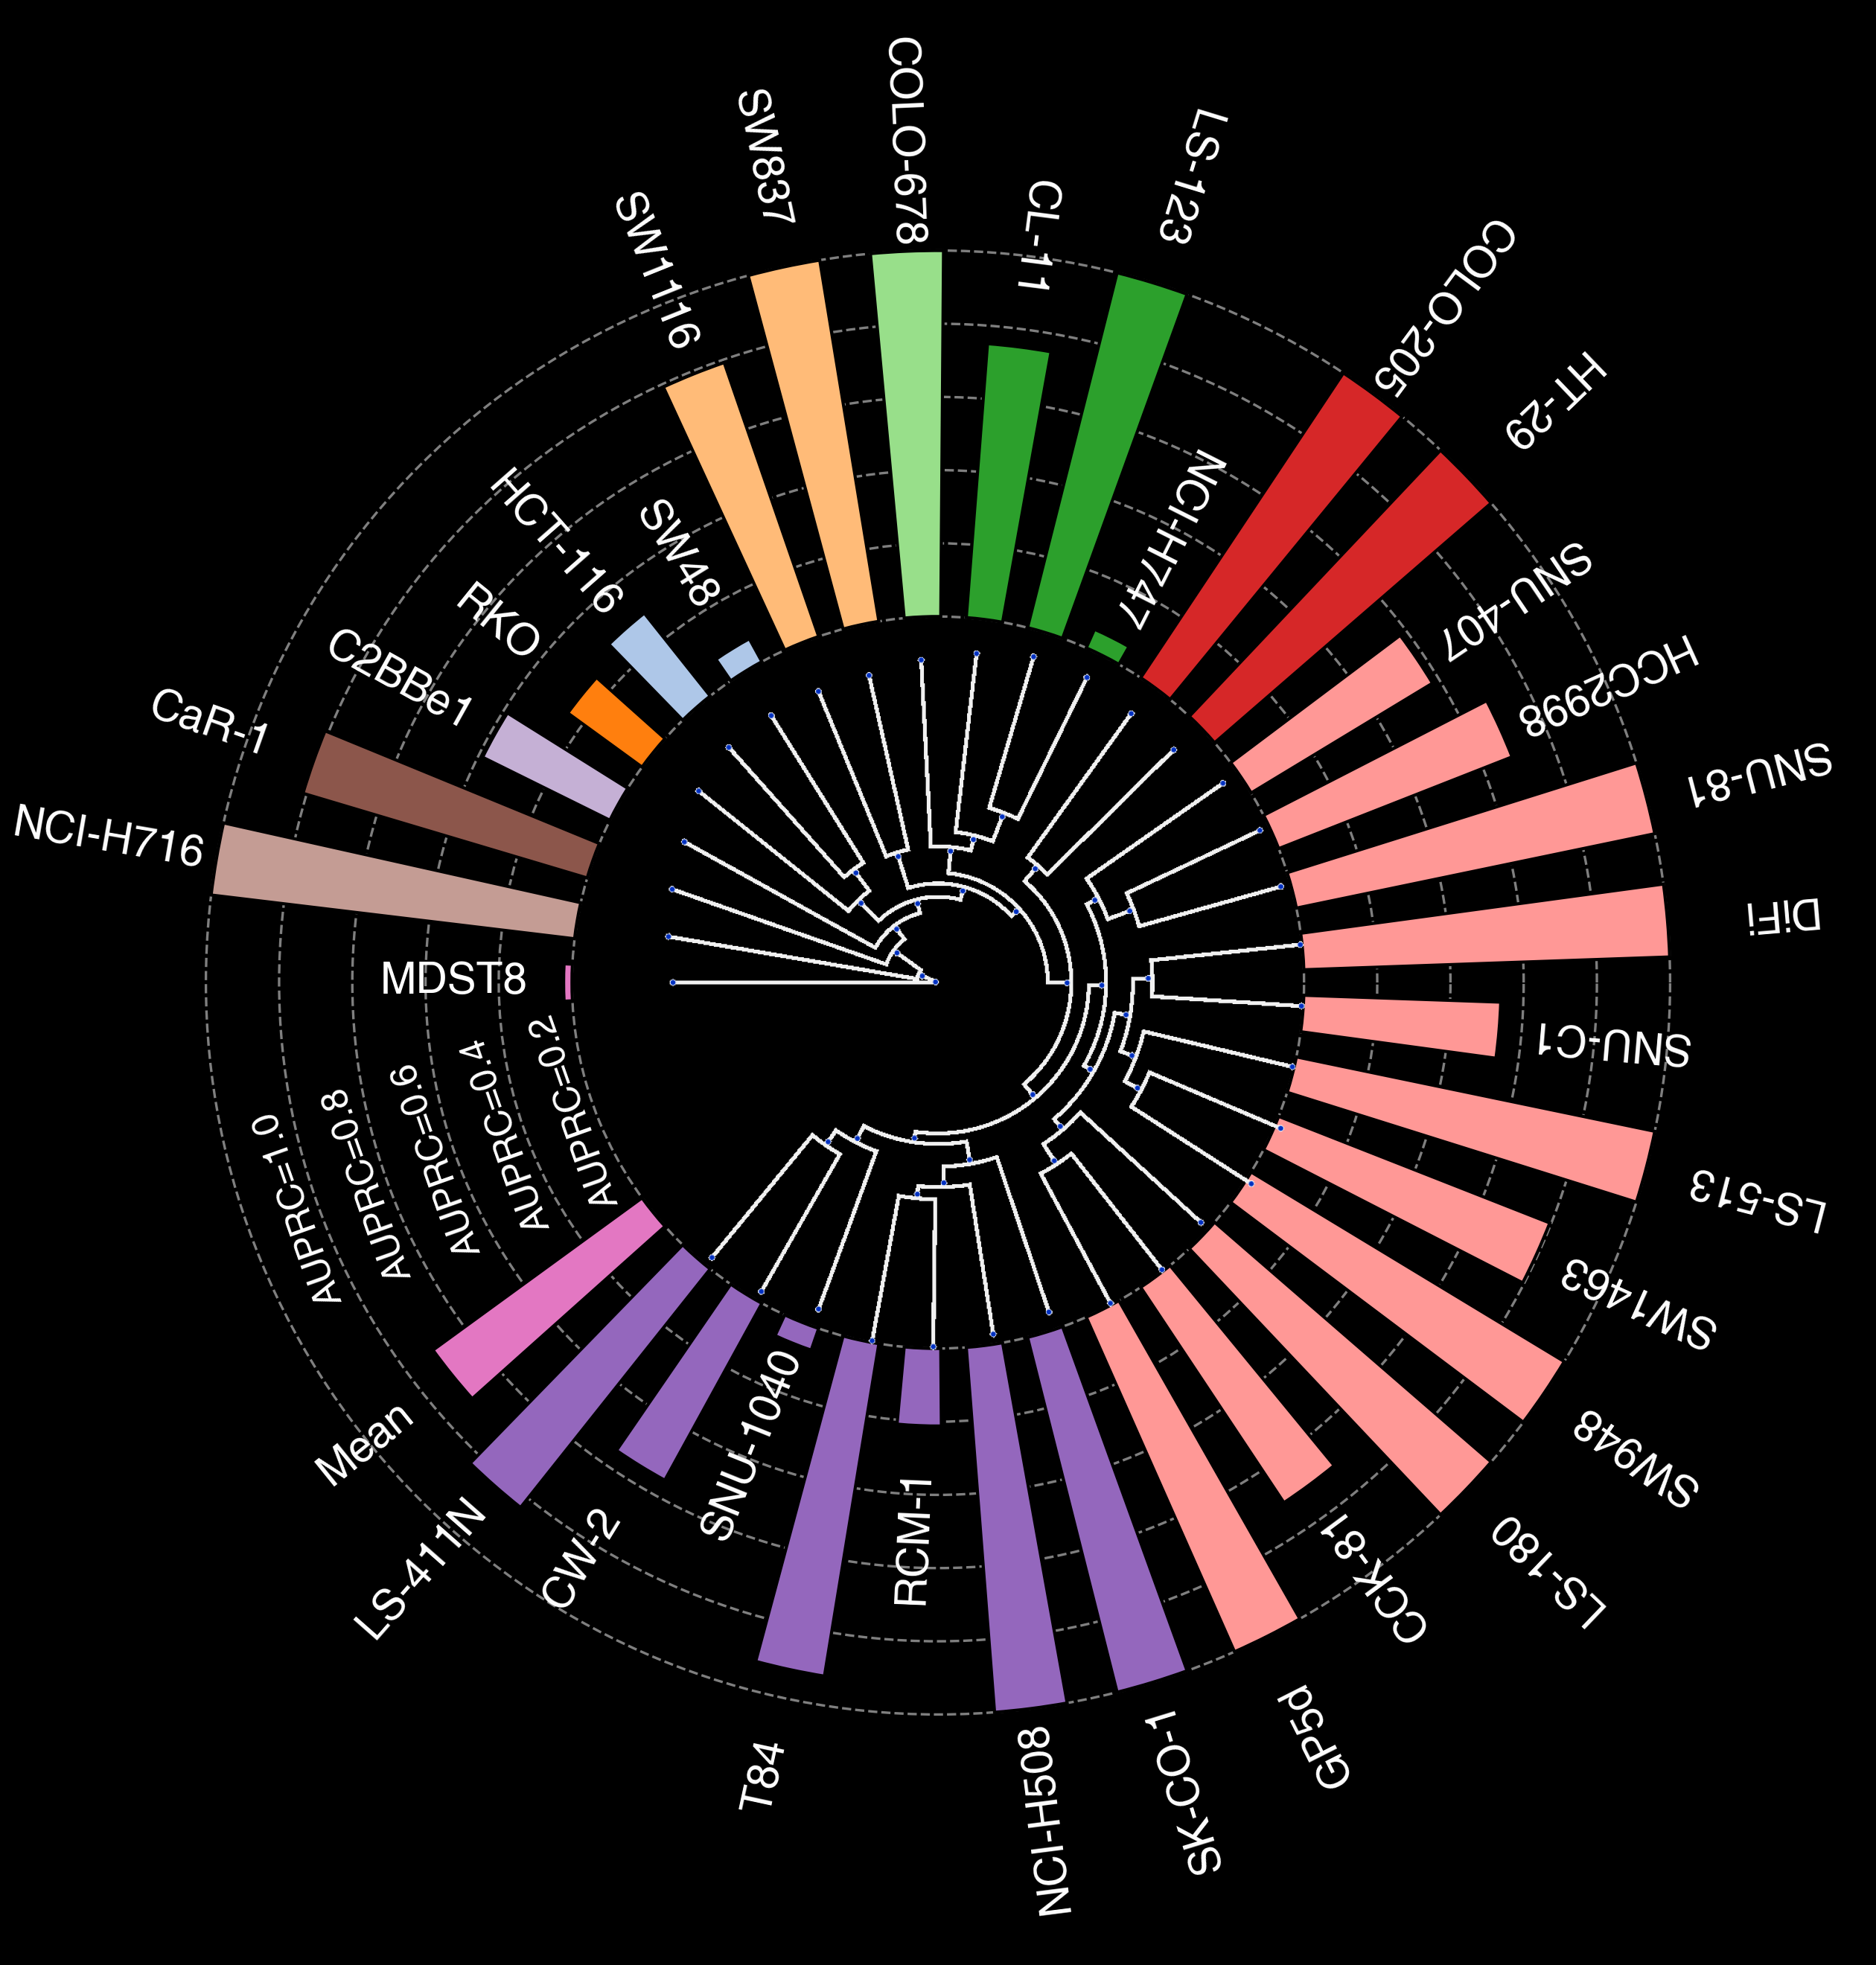 COLO-678
SW837
LS-123
CL-11
SW1116
COLO-205
HT-29
MCI-H747
HCT-116
SW48
SNU-407
RKO
C2BBe1
HCC2998
CaR-1
SNU-81
NCI-H716
DiFi
MDST8
SNU-C1
AUPRC=0.2
AUPRC=0.4
AUPRC=0.6
AUPRC=0.8
AUPRC=1.0
LS-513
SW1463
SW948
Mean
LS-180
LS-411N
CW-2
SNU-1040
RCM-1
CCK-81
GP5d
T84
NCI-H508
SK-CO-1